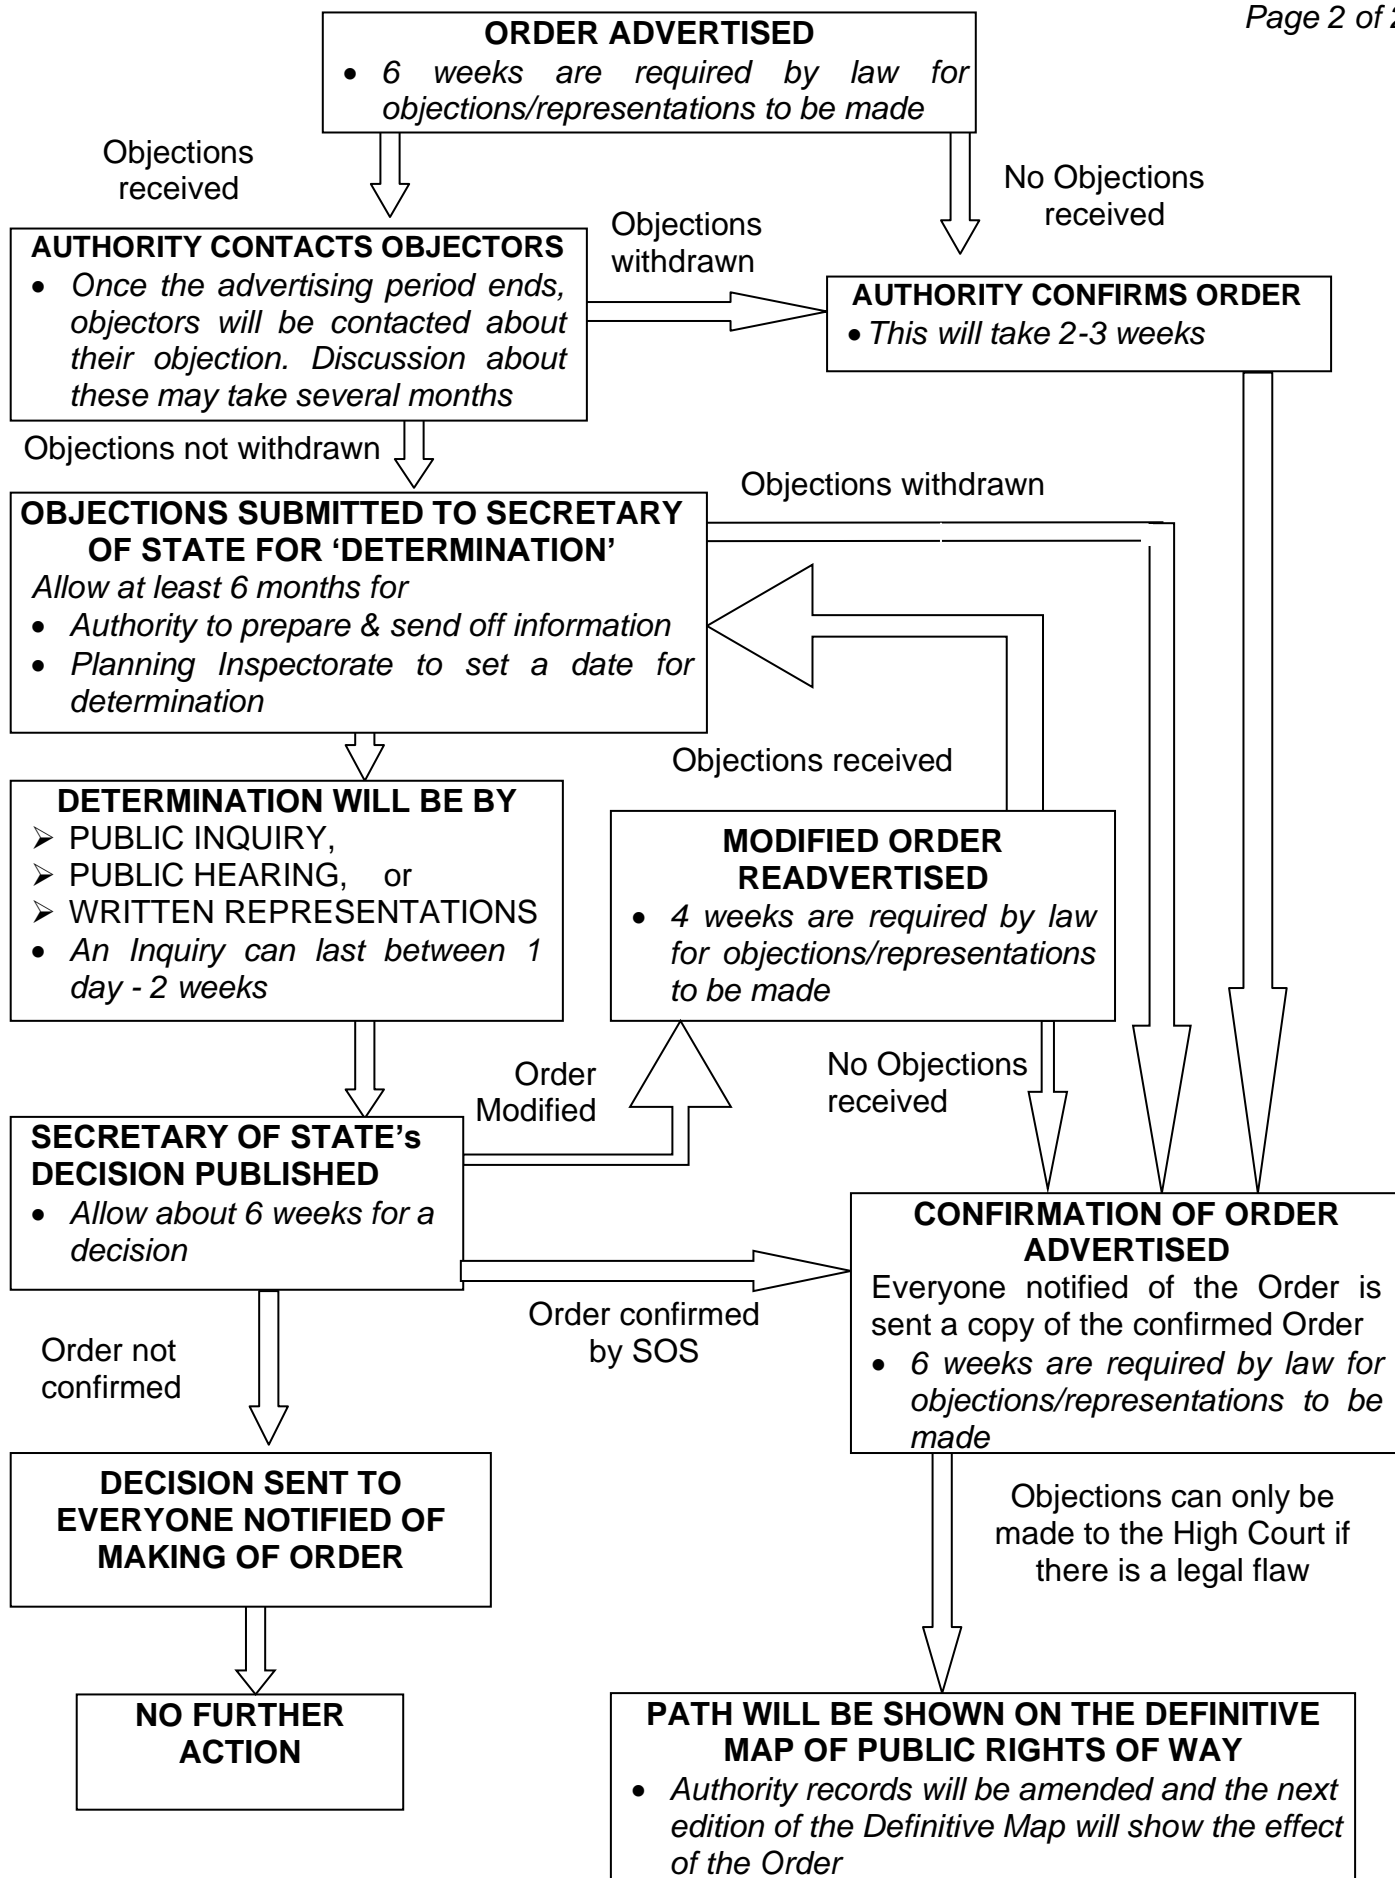 Page 2 of 2
ORDER ADVERTISED
• 6 weeks are required by law for
objections/representations to be made
Objections
received
No Objections
received
Objections
withdrawn
AUTHORITY CONTACTS OBJECTORS
• Once the advertising period ends,
objectors will be contacted about
their objection. Discussion about
these may take several months
AUTHORITY CONFIRMS ORDER
• This will take 2-3 weeks
Objections not withdrawn
Objections withdrawn
OBJECTIONS SUBMITTED TO SECRETARY
OF STATE FOR ‘DETERMINATION’
Allow at least 6 months for
• Authority to prepare & send off information
• Planning Inspectorate to set a date for
determination
Objections received
DETERMINATION WILL BE BY
➢ PUBLIC INQUIRY,
➢ PUBLIC HEARING, or
➢ WRITTEN REPRESENTATIONS
• An Inquiry can last between 1
day - 2 weeks
MODIFIED ORDER
READVERTISED
• 4 weeks are required by law
for objections/representations
to be made
Order
Modified
No Objections
received
SECRETARY OF STATE's
DECISION PUBLISHED
• Allow about 6 weeks for a
decision
Order confirmed
by SOS
CONFIRMATION OF ORDER
ADVERTISED
Everyone notified of the Order is
sent a copy of the confirmed Order
• 6 weeks are required by law for
objections/representations to be
made
Order not
confirmed
DECISION SENT TO
EVERYONE NOTIFIED OF
MAKING OF ORDER
Objections can only be
made to the High Court if
there is a legal flaw
NO FURTHER
ACTION
PATH WILL BE SHOWN ON THE DEFINITIVE
MAP OF PUBLIC RIGHTS OF WAY
• Authority records will be amended and the next
edition of the Definitive Map will show the effect
of the Order